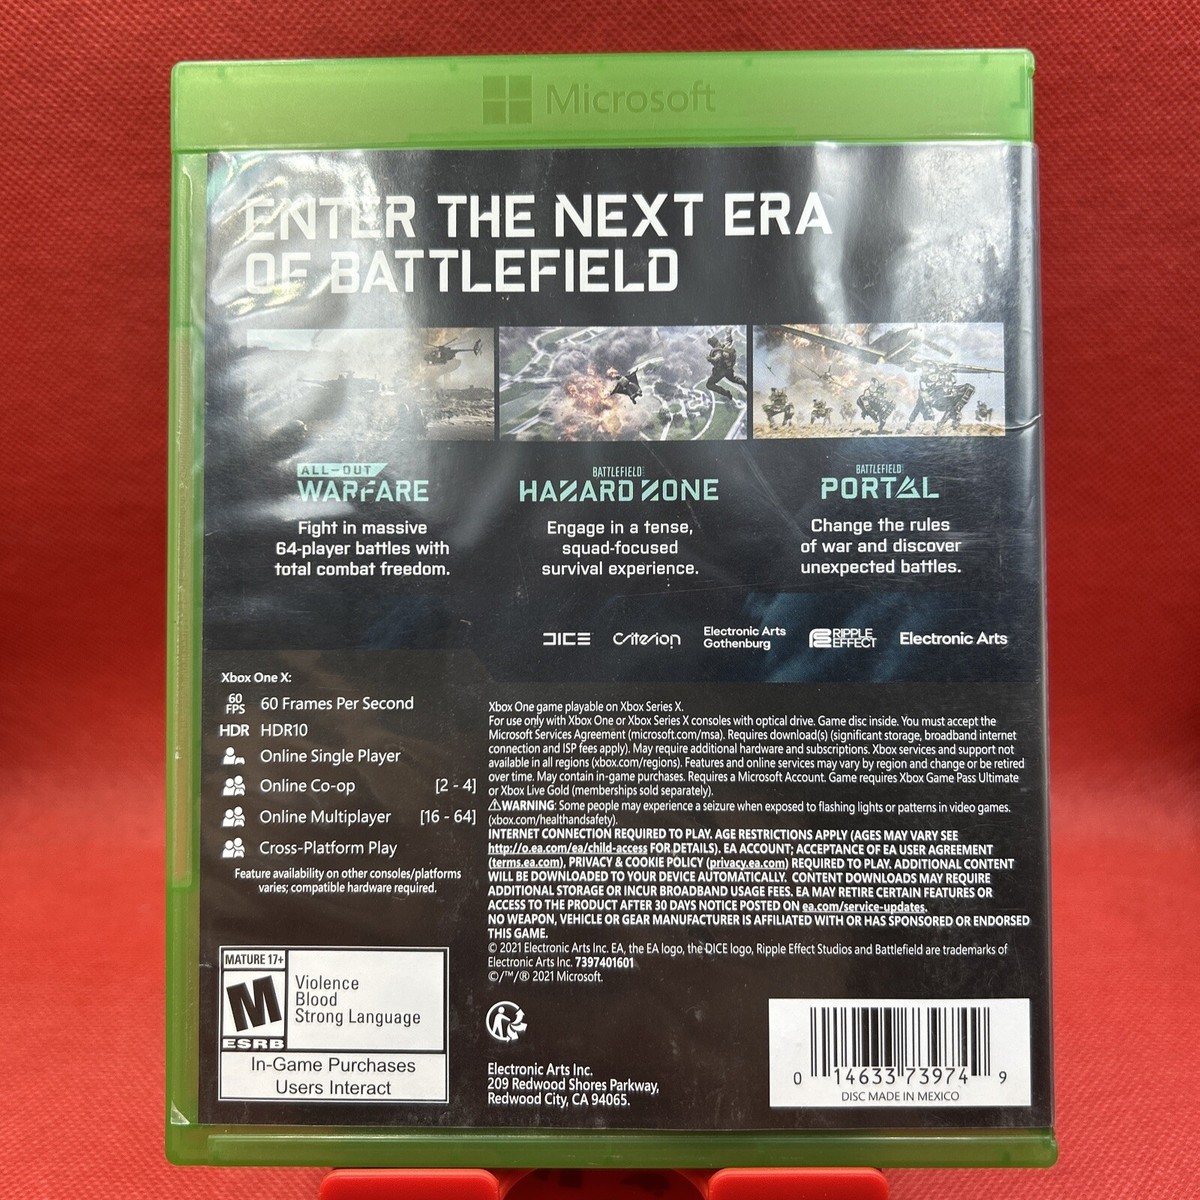 Microsoft
ENTER THE NEXT ERA
OF BATTLEFIELD
ALL-OUT
WARFARE
Fight in massive
64-player battles with
total combat freedom.
BATTLEFIELD
HAZARD ZONE
Engage in a tense,
squad-focused
survival experience.
BATTLEFIELD
PORTAL
Change the rules
of war and discover
unexpected battles.
DICE
Criterion
Electronic Arts
Gothenburg
RIPPLE
EFFECT
Electronic Arts
Xbox One X:
60
FPS
60 Frames Per Second
HDR HDR10
Online Single Player
Online Co-op [2 - 4]
Online Multiplayer [16 - 64]
Cross-Platform Play
Feature availability on other consoles/platforms
varies; compatible hardware required.
Xbox One game playable on Xbox Series X.
For use only with Xbox One or Xbox Series X consoles with optical drive. Game disc inside. You must accept the
Microsoft Services Agreement (microsoft.com/msa). Requires download(s) (significant storage, broadband internet
connection and ISP fees apply). May require additional hardware and subscriptions. Xbox services and support not
available in all regions (xbox.com/regions). Features and online services may vary by region and change or be retired
over time. May contain in-game purchases. Requires a Microsoft Account. Game requires Xbox Game Pass Ultimate
or Xbox Live Gold (memberships sold separately).
⚠WARNING: Some people may experience a seizure when exposed to flashing lights or patterns in video games.
(xbox.com/healthandsafety).
INTERNET CONNECTION REQUIRED TO PLAY. AGE RESTRICTIONS APPLY (AGES MAY VARY SEE
http://o.ea.com/ea/child-access FOR DETAILS). EA ACCOUNT; ACCEPTANCE OF EA USER AGREEMENT
(terms.ea.com), PRIVACY & COOKIE POLICY (privacy.ea.com) REQUIRED TO PLAY. ADDITIONAL CONTENT
WILL BE DOWNLOADED TO YOUR DEVICE AUTOMATICALLY. CONTENT DOWNLOADS MAY REQUIRE
ADDITIONAL STORAGE OR INCUR BROADBAND USAGE FEES. EA MAY RETIRE CERTAIN FEATURES OR
ACCESS TO THE PRODUCT AFTER 30 DAYS NOTICE POSTED ON ea.com/service-updates.
NO WEAPON, VEHICLE OR GEAR MANUFACTURER IS AFFILIATED WITH OR HAS SPONSORED OR ENDORSED
THIS GAME.
© 2021 Electronic Arts Inc. EA, the EA logo, the DICE logo, Ripple Effect Studios and Battlefield are trademarks of
Electronic Arts Inc. 7397401601
©/™/® 2021 Microsoft.
MATURE 17+
M
ESRB
Violence
Blood
Strong Language
In-Game Purchases
Users Interact
Electronic Arts Inc.
209 Redwood Shores Parkway,
Redwood City, CA 94065.
0 14633 73974 9
DISC MADE IN MEXICO